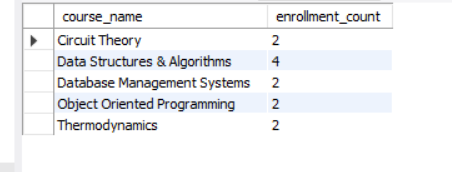 course_name enrollment_count
Circuit Theory 2
Data Structures & Algorithms 4
Database Management Systems 2
Object Oriented Programming 2
Thermodynamics 2